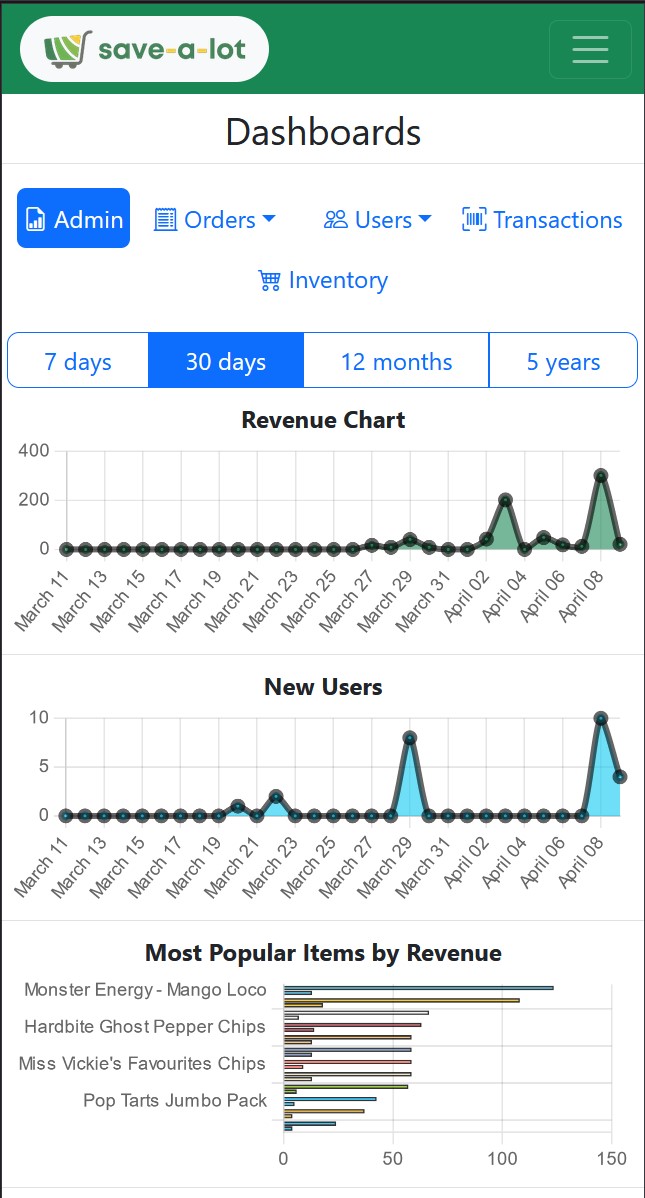 save-a-lot
Dashboards
Admin Orders Users Transactions
Inventory
7 days 30 days 12 months 5 years
Revenue Chart
400
200
0
March 11 March 13 March 15 March 17 March 19 March 21 March 23 March 25 March 27 March 29 March 31 April 02 April 04 April 06 April 08
New Users
10
5
0
March 11 March 13 March 15 March 17 March 19 March 21 March 23 March 25 March 27 March 29 March 31 April 02 April 04 April 06 April 08
Most Popular Items by Revenue
Monster Energy - Mango Loco
Hardbite Ghost Pepper Chips
Miss Vickie's Favourites Chips
Pop Tarts Jumbo Pack
0 50 100 150